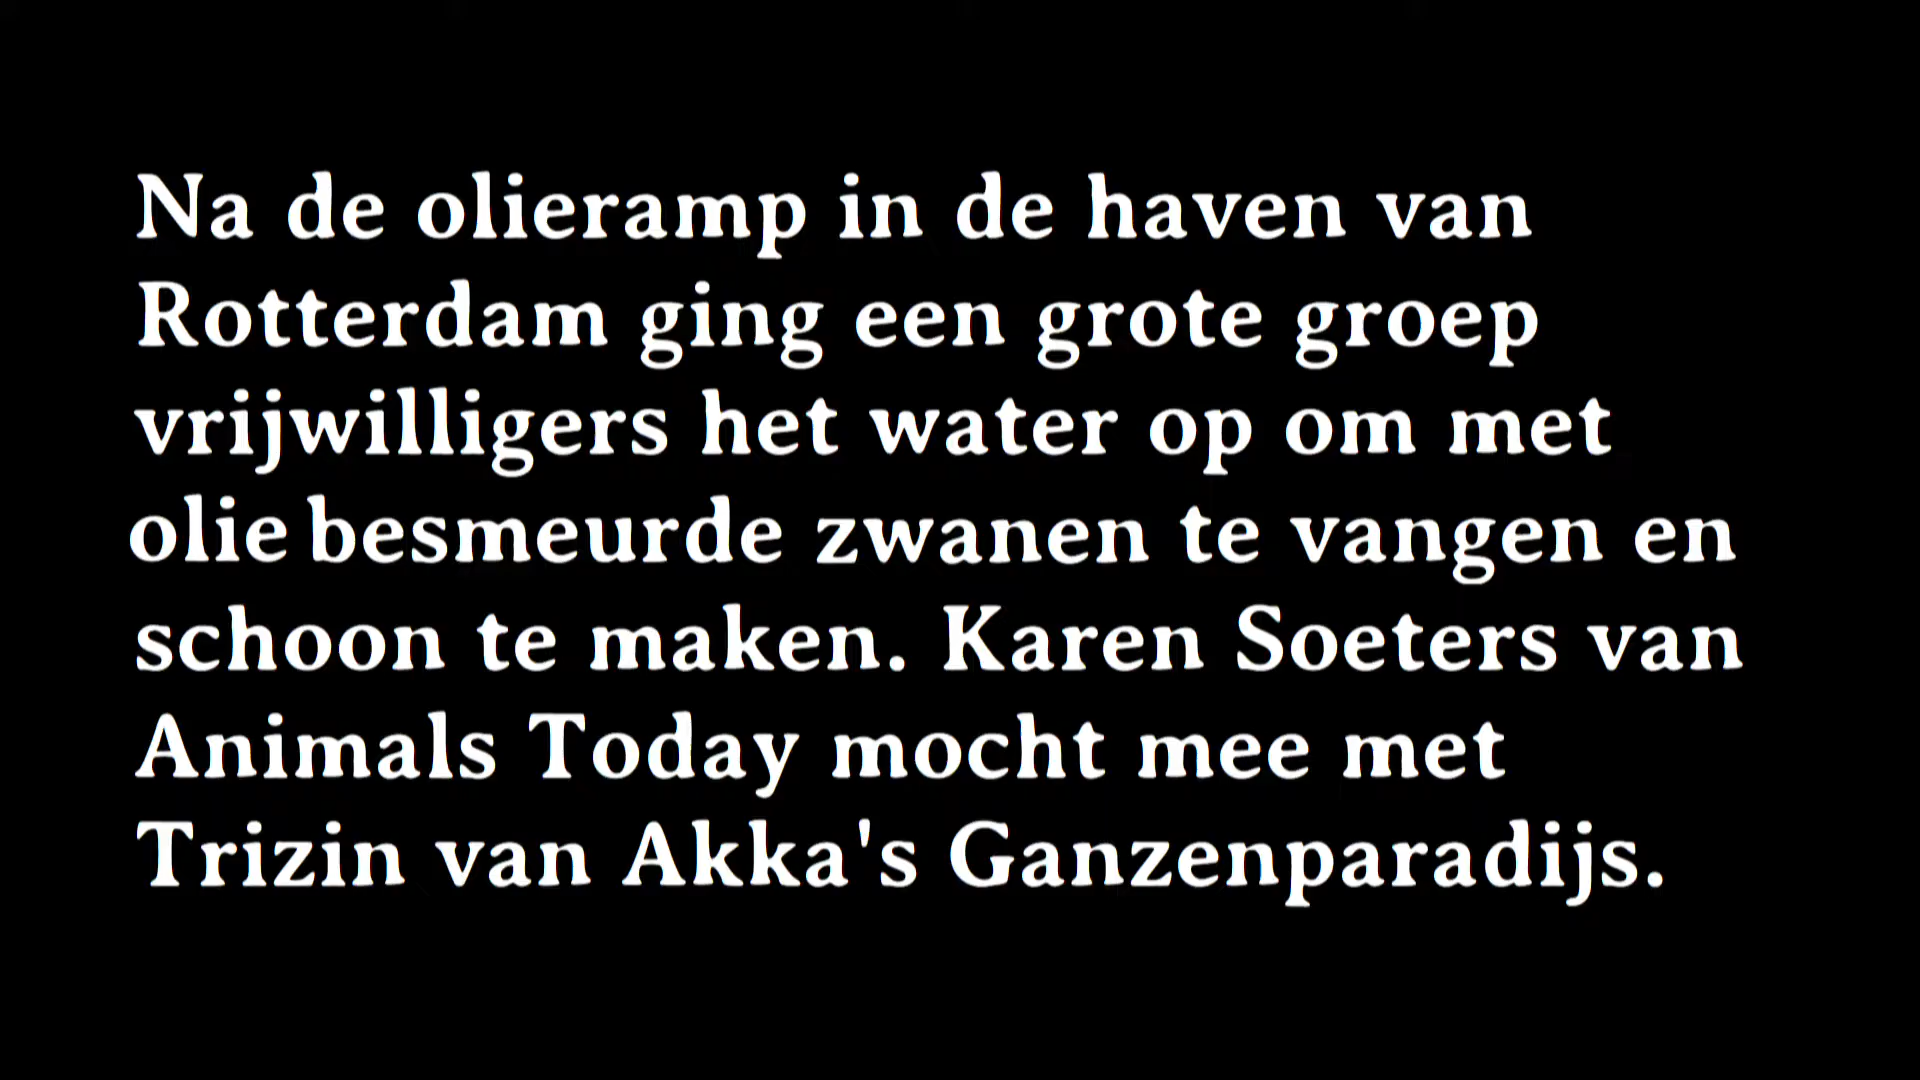 Na de olieramp in de haven van
Rotterdam ging een grote groep
vrijwilligers het water op om met
olie besmeurde zwanen te vangen en
schoon te maken. Karen Soeters van
Animals Today mocht mee met
Trizin van Akka's Ganzenparadijs.